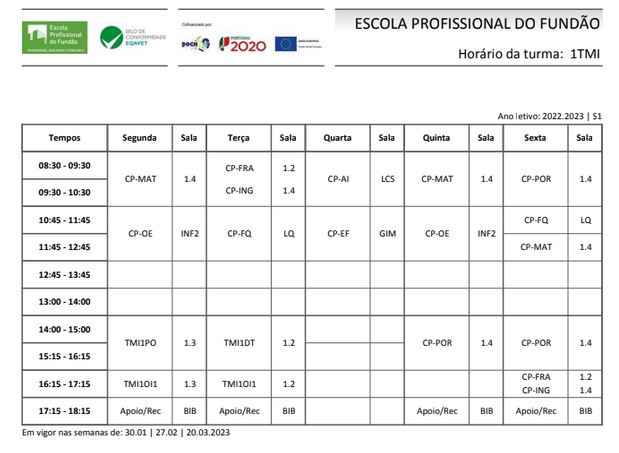 Escola
Profissional
do Fundão
SELO DE
CONFORMIDADE
EQAVET
Cofinanciado por:
POCH
PORTUGAL
2020
UNIÃO EUROPEIA
Fundo Social Europeu
ESCOLA PROFISSIONAL DO FUNDÃO
Horário da turma: 1TMI
Ano letivo: 2022.2023 | S1
Tempos Segunda Sala Terça Sala Quarta Sala Quinta Sala Sexta Sala
08:30 - 09:30
09:30 - 10:30
CP-MAT 1.4
CP-FRA 1.2
CP-ING 1.4
CP-AI LCS
CP-MAT 1.4
CP-POR 1.4
10:45 - 11:45
11:45 - 12:45
CP-OE INF2
CP-FQ LQ
CP-EF GIM
CP-OE INF2
CP-FQ LQ
CP-MAT 1.4
12:45 - 13:45
13:00 - 14:00
14:00 - 15:00
15:15 - 16:15
TMI1PO 1.3
TMI1DT 1.2
CP-POR 1.4
CP-POR 1.4
16:15 - 17:15
TMI1OI1 1.3
TMI1OI1 1.2
CP-FRA 1.2
CP-ING 1.4
17:15 - 18:15 Apoio/Rec BIB Apoio/Rec BIB Apoio/Rec BIB Apoio/Rec BIB
Em vigor nas semanas de: 30.01 | 27.02 | 20.03.2023